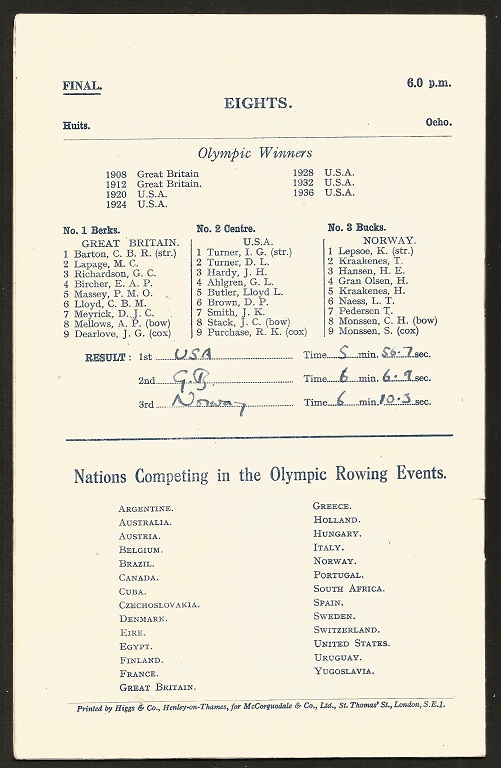 FINAL.
6.0 p.m.
EIGHTS.
Huits.
Ocho.
Olympic Winners
1908 Great Britain
1912 Great Britain.
1920 U.S.A.
1924 U.S.A.
1928 U.S.A.
1932 U.S.A.
1936 U.S.A.
No. 1 Berks.
GREAT BRITAIN.
1 Barton, C. B. R. (str.)
2 Lapage, M. C.
3 Richardson, G. C.
4 Bircher, E. A. P.
5 Massey, P. M. O.
6 Lloyd, C. B. M.
7 Meyrick, D. J. C.
8 Mellows, A. P. (bow)
9 Dearlove, J. G. (cox)
No. 2 Centre.
U.S.A.
1 Turner, I. G. (str.)
2 Turner, D. L.
3 Hardy, J. H.
4 Ahlgren, G. L.
5 Butler, Lloyd L.
6 Brown, D. P.
7 Smith, J. K.
8 Stack, J. C. (bow)
9 Purchase, R. K. (cox)
No. 3 Bucks.
NORWAY.
1 Lepsoe, K. (str.)
2 Kraakenes, T.
3 Hansen, H. E.
4 Gran Olsen, H.
5 Kraakenes, H.
6 Naess, L. T.
7 Pedersen T.
8 Monssen, C. H. (bow)
9 Monssen, S. (cox)
RESULT : 1st USA Time 5 min. 56.7 sec.
2nd G.B Time 6 min. 6.9 sec.
3rd Norway Time 6 min. 10.3 sec.
Nations Competing in the Olympic Rowing Events.
ARGENTINE.
AUSTRALIA.
AUSTRIA.
BELGIUM.
BRAZIL.
CANADA.
CUBA.
CZECHOSLOVAKIA.
DENMARK.
EIRE.
EGYPT.
FINLAND.
FRANCE.
GREAT BRITAIN.
GREECE.
HOLLAND.
HUNGARY.
ITALY.
NORWAY.
PORTUGAL.
SOUTH AFRICA.
SPAIN.
SWEDEN.
SWITZERLAND.
UNITED STATES.
URUGUAY.
YUGOSLAVIA.
Printed by Higgs & Co., Henley-on-Thames, for McCorquodale & Co., Ltd., St. Thomas' St., London, S.E.1.